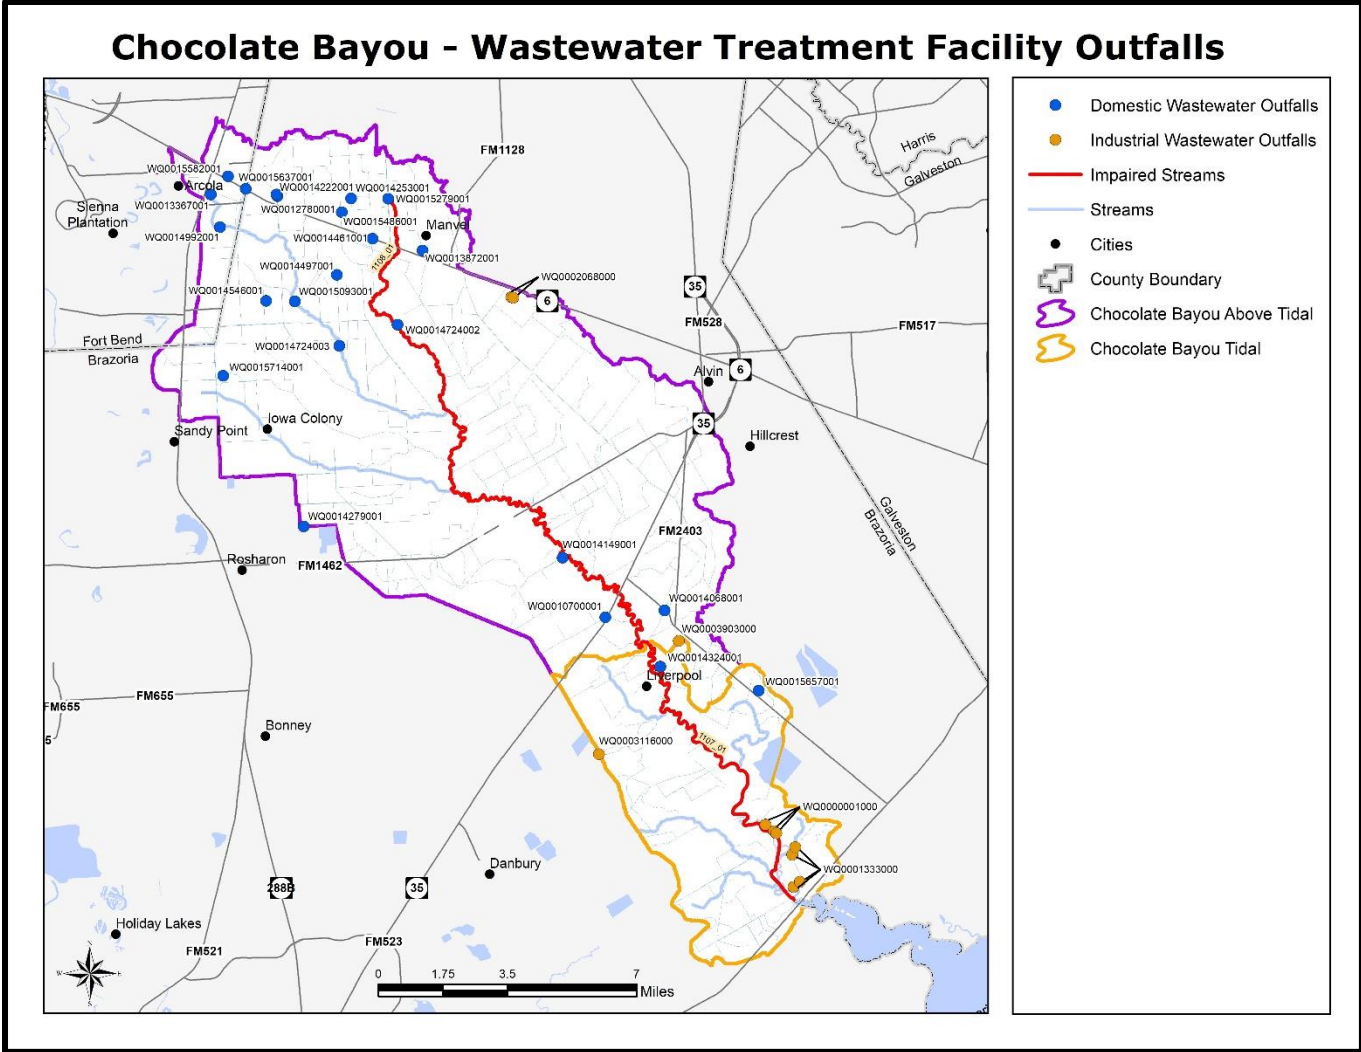 Chocolate Bayou - Wastewater Treatment Facility Outfalls
Domestic Wastewater Outfalls
Industrial Wastewater Outfalls
Impaired Streams
Streams
Cities
County Boundary
Chocolate Bayou Above Tidal
Chocolate Bayou Tidal
Harris
Galveston
FM1128
WQ0015582001
WQ0015637001
Arcola
WQ0014222001
WQ0014253001
WQ0015279001
WQ0013367001
WQ0012780001
Sienna
Plantation
WQ0015486001
Manvel
WQ0014992001
WQ0014461001
WQ0013872001
1108_01
WQ0014497001
WQ0002068000
WQ0014546001
WQ0015093001
6
35
FM528
FM517
WQ0014724002
Fort Bend
Brazoria
WQ0014724003
WQ0015714001
Alvin
6
Iowa Colony
35
Sandy Point
Hillcrest
WQ0014279001
Galveston
Brazoria
FM2403
WQ0014149001
Rosharon
FM1462
WQ0010700001
WQ0014068001
WQ0003903000
WQ0014324001
Liverpool
WQ0015657001
FM655
FM655
5
Bonney
WQ0003116000
1107_01
WQ0000001000
Danbury
WQ0001333000
288B
35
Holiday Lakes
FM521
FM523
N
W
E
S
0
1.75
3.5
7
Miles